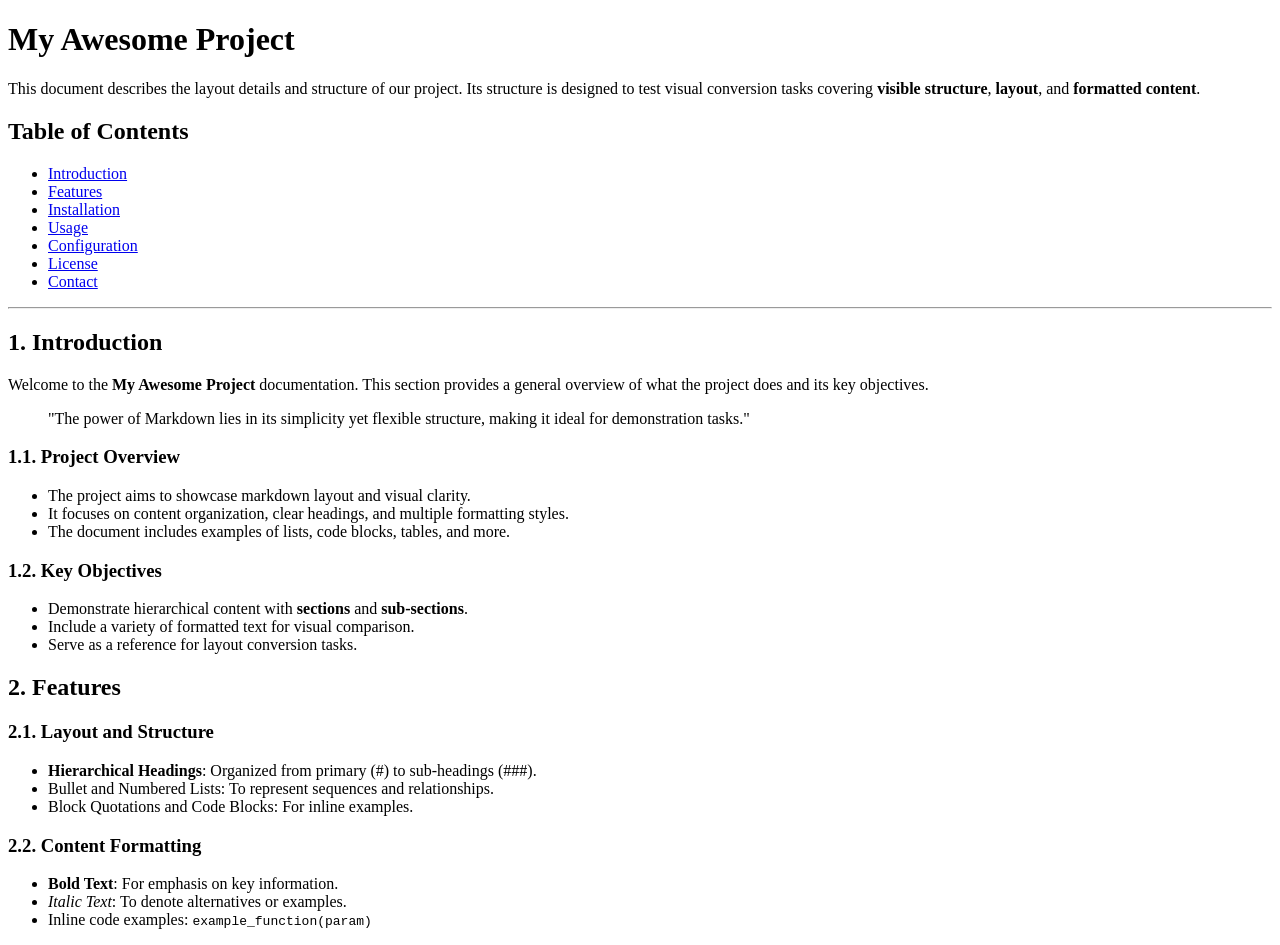 My Awesome Project
This document describes the layout details and structure of our project. Its structure is designed to test visual conversion tasks covering visible structure, layout, and formatted content.
Table of Contents
Introduction
Features
Installation
Usage
Configuration
License
Contact
1. Introduction
Welcome to the My Awesome Project documentation. This section provides a general overview of what the project does and its key objectives.
"The power of Markdown lies in its simplicity yet flexible structure, making it ideal for demonstration tasks."
1.1. Project Overview
The project aims to showcase markdown layout and visual clarity.
It focuses on content organization, clear headings, and multiple formatting styles.
The document includes examples of lists, code blocks, tables, and more.
1.2. Key Objectives
Demonstrate hierarchical content with sections and sub-sections.
Include a variety of formatted text for visual comparison.
Serve as a reference for layout conversion tasks.
2. Features
2.1. Layout and Structure
Hierarchical Headings: Organized from primary (#) to sub-headings (###).
Bullet and Numbered Lists: To represent sequences and relationships.
Block Quotations and Code Blocks: For inline examples.
2.2. Content Formatting
Bold Text: For emphasis on key information.
Italic Text: To denote alternatives or examples.
Inline code examples: example_function(param)